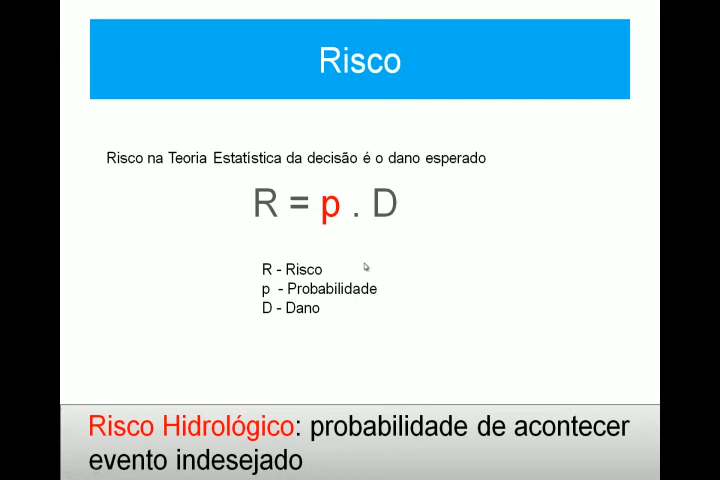 Risco
Risco na Teoria Estatística da decisão é o dano esperado
R = p . D
R - Risco
p - Probabilidade
D - Dano
Risco Hidrológico: probabilidade de acontecer
evento indesejado